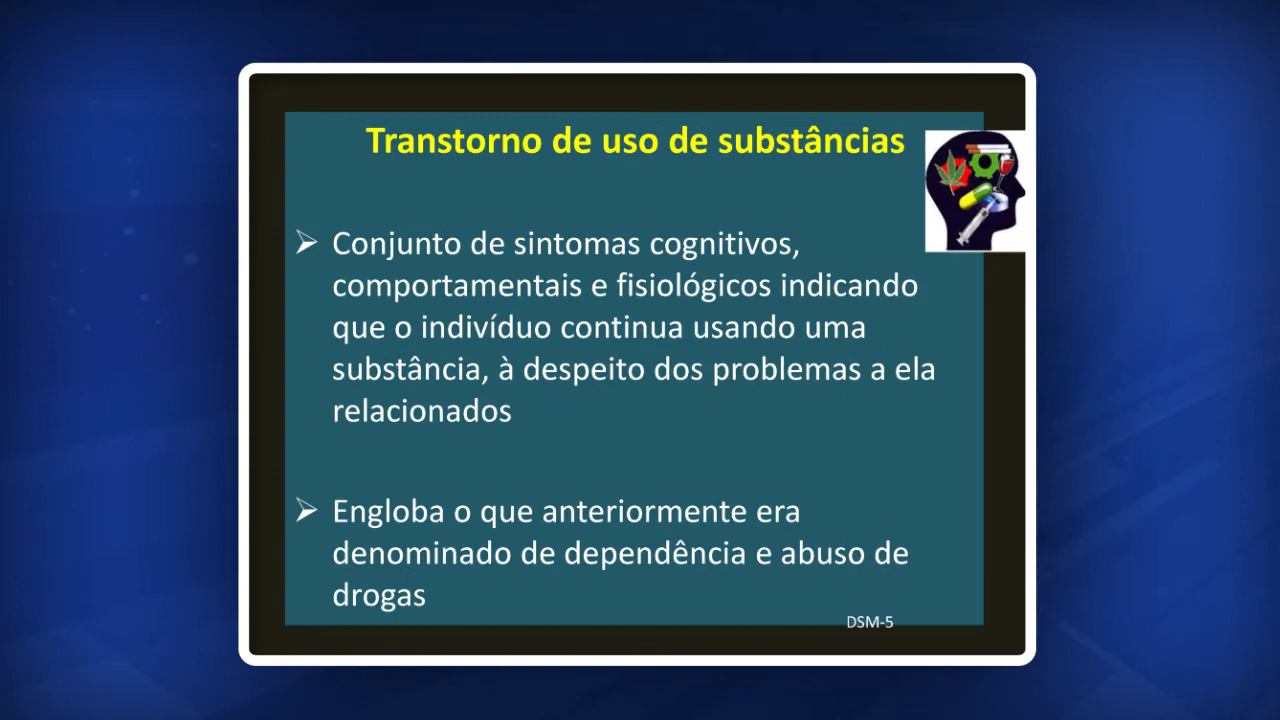 Transtorno de uso de substâncias
Conjunto de sintomas cognitivos,
comportamentais e fisiológicos indicando
que o indivíduo continua usando uma
substância, à despeito dos problemas a ela
relacionados
Engloba o que anteriormente era
denominado de dependência e abuso de
drogas
DSM-5